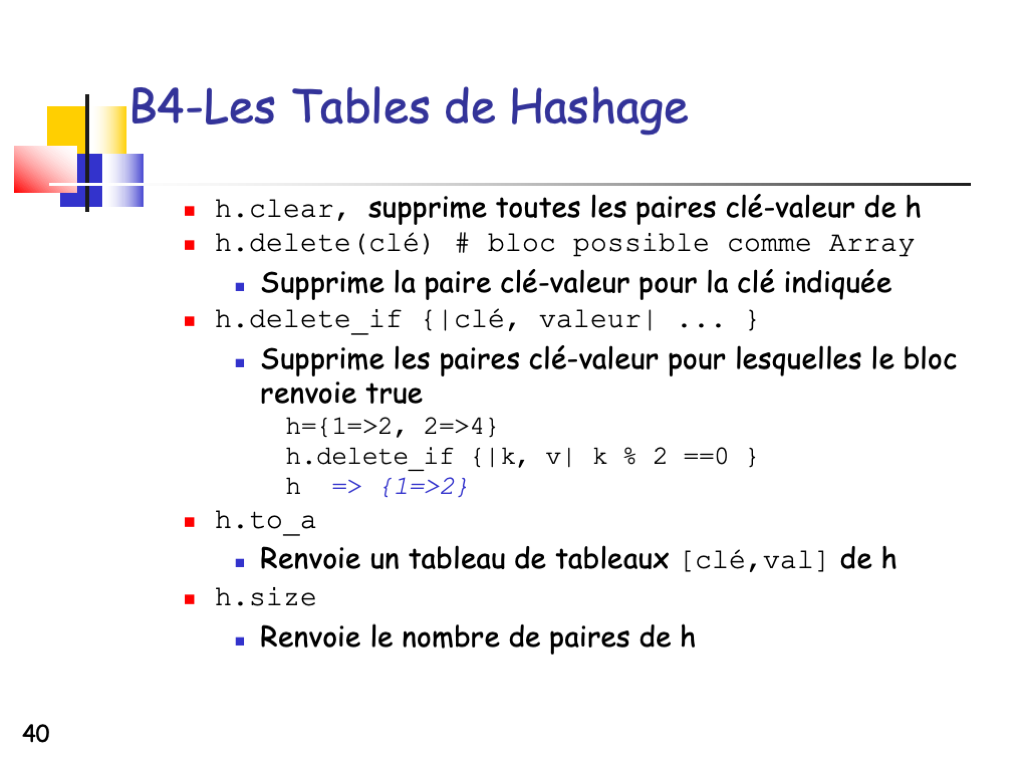 B4-Les Tables de Hashage
h.clear, supprime toutes les paires clé-valeur de h
h.delete(clé) # bloc possible comme Array
Supprime la paire clé-valeur pour la clé indiquée
h.delete_if {|clé, valeur| ... }
Supprime les paires clé-valeur pour lesquelles le bloc
renvoie true
h={1=>2, 2=>4}
h.delete_if {|k, v| k % 2 ==0 }
h => {1=>2}
h.to_a
Renvoie un tableau de tableaux [clé,val] de h
h.size
Renvoie le nombre de paires de h
40